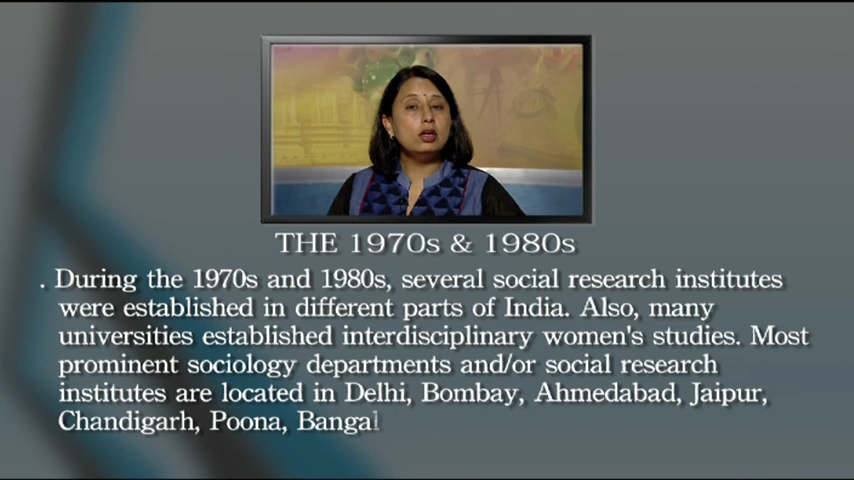 THE 1970s & 1980s
. During the 1970s and 1980s, several social research institutes
were established in different parts of India. Also, many
universities established interdisciplinary women's studies. Most
prominent sociology departments and/or social research
institutes are located in Delhi, Bombay, Ahmedabad, Jaipur,
Chandigarh, Poona, Bangal